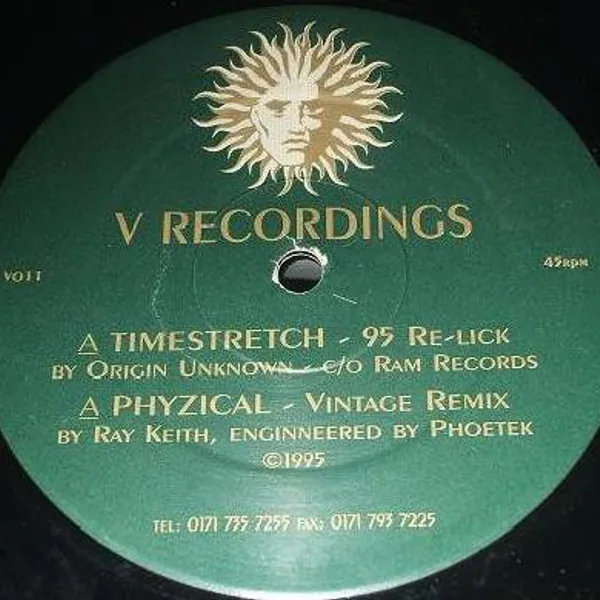 V RECORDINGS
VO11
45RPM
A TIMESTRETCH - 95 RE-LICK
BY ORIGIN UNKNOWN - C/O RAM RECORDS
A PHYZICAL - VINTAGE REMIX
BY RAY KEITH, ENGINNEERED BY PHOETEK
©1995
TEL: 0171 735 7255 FAX: 0171 793 7225